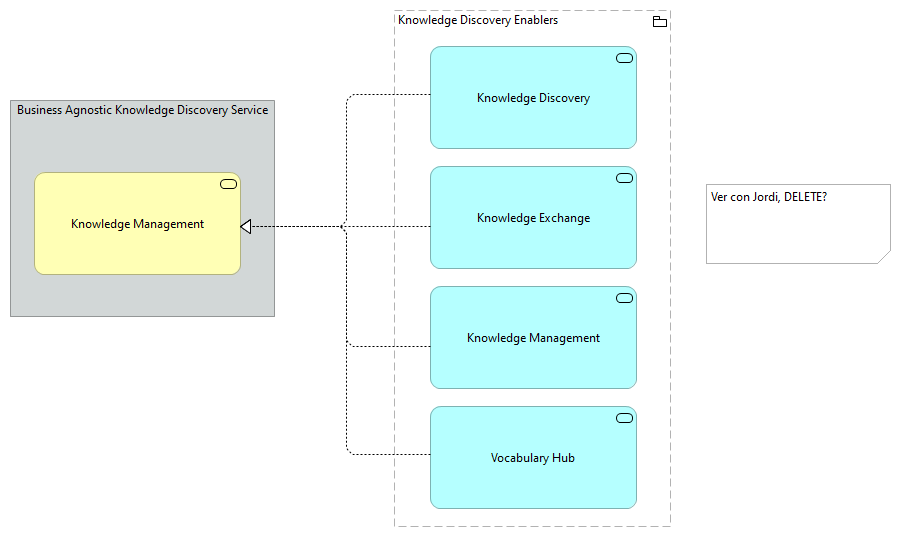 Knowledge Discovery Enablers
Knowledge Discovery
Business Agnostic Knowledge Discovery Service
Knowledge Management
Knowledge Exchange
Ver con Jordi, DELETE?
Knowledge Management
Vocabulary Hub